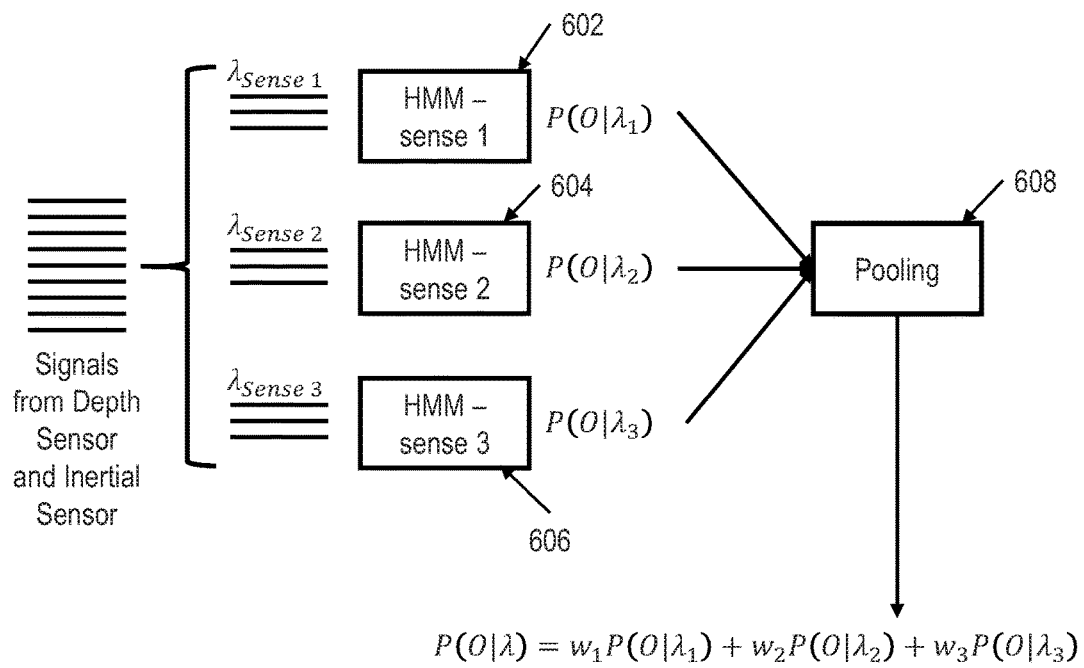 602
λSense 1
HMM –
sense 1
P(O|λ₁)
604
608
λSense 2
HMM –
sense 2
P(O|λ₂)
Pooling
Signals
from Depth
Sensor
and Inertial
Sensor
λSense 3
HMM –
sense 3
P(O|λ₃)
606
P(O|λ) = w₁P(O|λ₁) + w₂P(O|λ₂) + w₃P(O|λ₃)